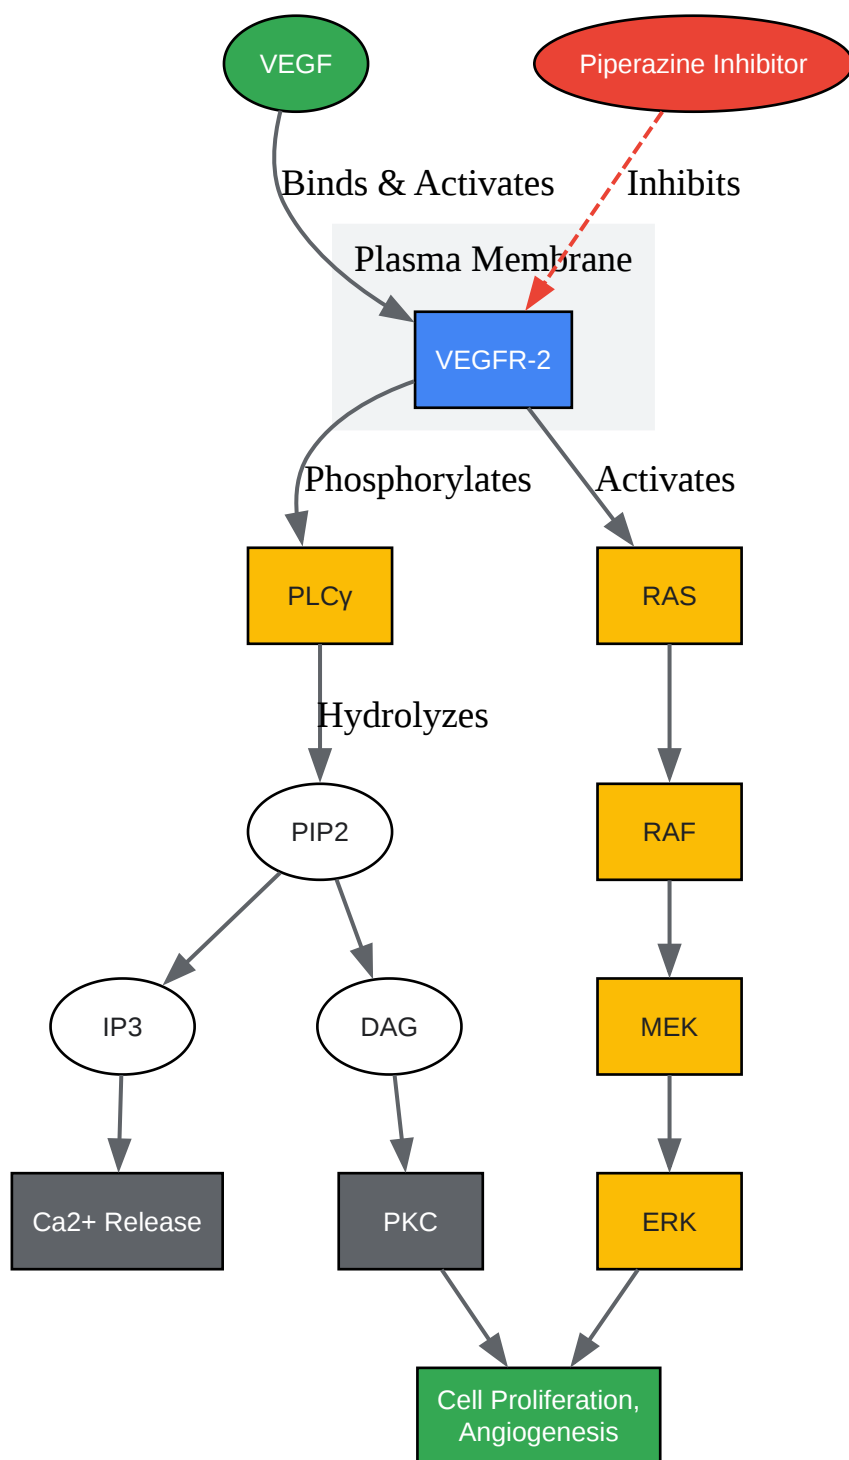 VEGF
Piperazine Inhibitor
Binds & Activates
Inhibits
Plasma Membrane
VEGFR-2
Phosphorylates
Activates
PLCγ
RAS
Hydrolyzes
PIP2
RAF
IP3
DAG
MEK
Ca2+ Release
PKC
ERK
Cell Proliferation,
Angiogenesis